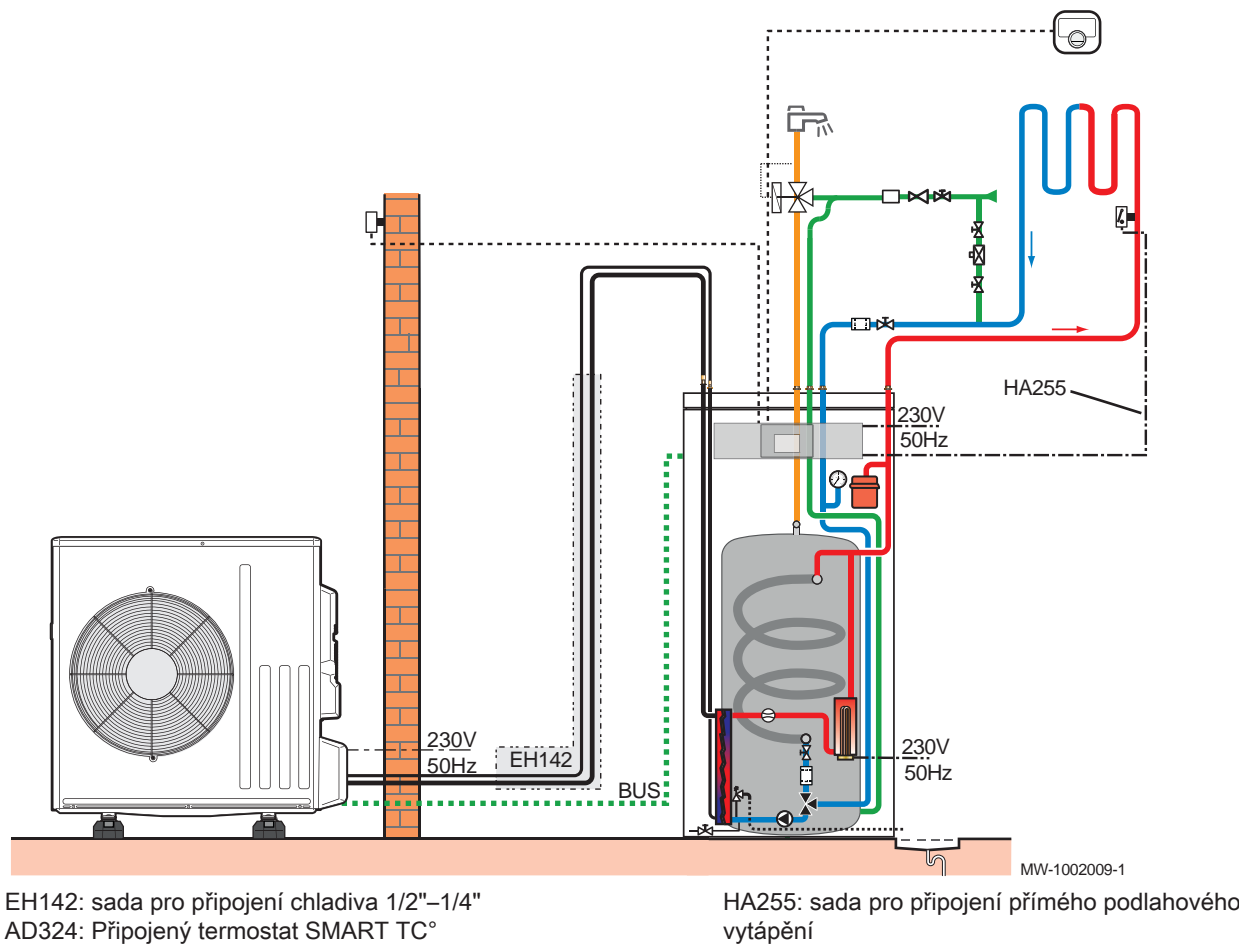 HA255
230V
50Hz
230V
50Hz
EH142
BUS
230V
50Hz
MW-1002009-1
EH142: sada pro připojení chladiva 1/2"–1/4"
AD324: Připojený termostat SMART TC°
HA255: sada pro připojení přímého podlahového
vytápění